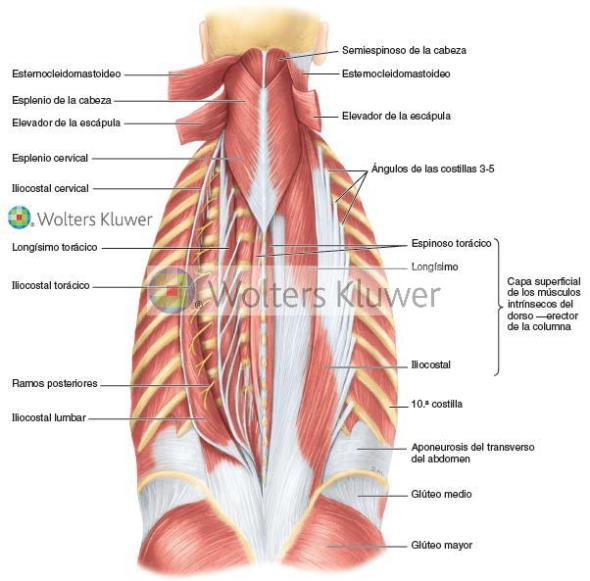 Semiespinoso de la cabeza
Esternocleidomastoideo
Esternocleidomastoideo
Esplenio de la cabeza
Elevador de la escápula
Elevador de la escápula
Esplenio cervical
Ángulos de las costillas 3-5
Iliocostal cervical
Wolters Kluwer
Longísimo torácico
Espinoso torácico
Longísimo
Iliocostal torácico
Wolters Kluwer
Capa superficial
de los músculos
intrínsecos del
dorso —erector
de la columna
Iliocostal
Ramos posteriores
10.ª costilla
Iliocostal lumbar
Aponeurosis del transverso
del abdomen
Glúteo medio
Glúteo mayor